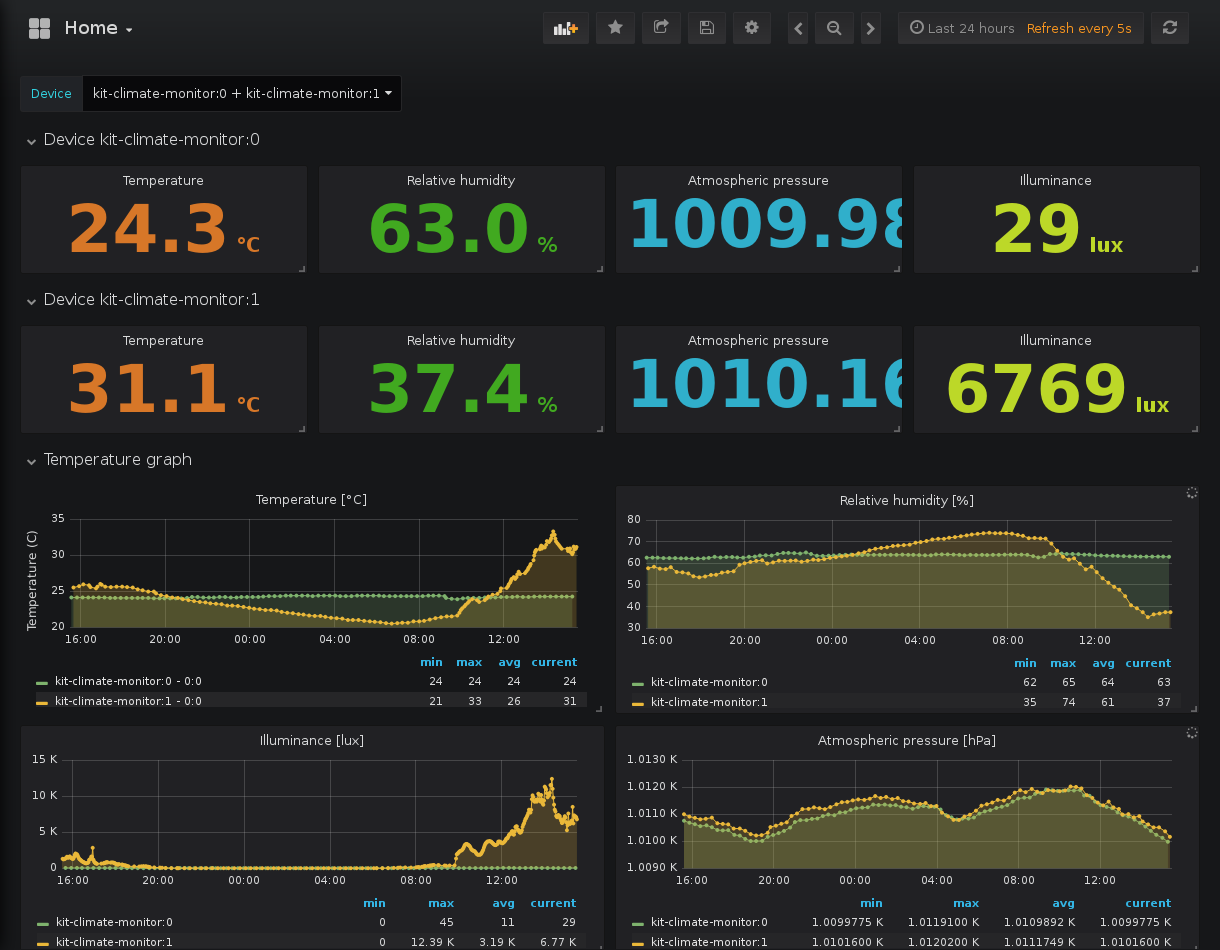 Home
Last 24 hours Refresh every 5s
Device kit-climate-monitor:0 + kit-climate-monitor:1
Device kit-climate-monitor:0
Temperature Relative humidity Atmospheric pressure Illuminance
24.3 °C 63.0 % 1009.98 29 lux
Device kit-climate-monitor:1
Temperature Relative humidity Atmospheric pressure Illuminance
31.1 °C 37.4 % 1010.16 6769 lux
Temperature graph
Temperature [°C]
Temperature (C)
35
30
25
20
16:00 20:00 00:00 04:00 08:00 12:00
min max avg current
kit-climate-monitor:0 - 0:0 24 24 24 24
kit-climate-monitor:1 - 0:0 21 33 26 31
Relative humidity [%]
80
70
60
50
40
30
16:00 20:00 00:00 04:00 08:00 12:00
min max avg current
kit-climate-monitor:0 62 65 64 63
kit-climate-monitor:1 35 74 61 37
Illuminance [lux]
15 K
10 K
5 K
0
16:00 20:00 00:00 04:00 08:00 12:00
min max avg current
kit-climate-monitor:0 0 45 11 29
kit-climate-monitor:1 0 12.39 K 3.19 K 6.77 K
Atmospheric pressure [hPa]
1.0130 K
1.0120 K
1.0110 K
1.0100 K
1.0090 K
16:00 20:00 00:00 04:00 08:00 12:00
min max avg current
kit-climate-monitor:0 1.0099775 K 1.0119100 K 1.0109892 K 1.0099775 K
kit-climate-monitor:1 1.0101600 K 1.0120200 K 1.0111749 K 1.0101600 K